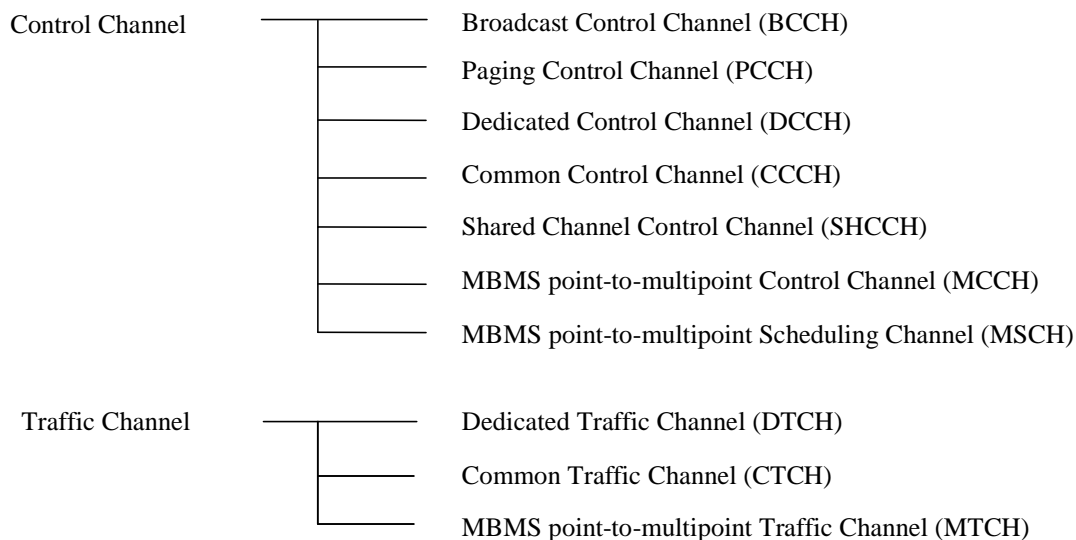 Control Channel
Broadcast Control Channel (BCCH)
Paging Control Channel (PCCH)
Dedicated Control Channel (DCCH)
Common Control Channel (CCCH)
Shared Channel Control Channel (SHCCH)
MBMS point-to-multipoint Control Channel (MCCH)
MBMS point-to-multipoint Scheduling Channel (MSCH)
Traffic Channel
Dedicated Traffic Channel (DTCH)
Common Traffic Channel (CTCH)
MBMS point-to-multipoint Traffic Channel (MTCH)